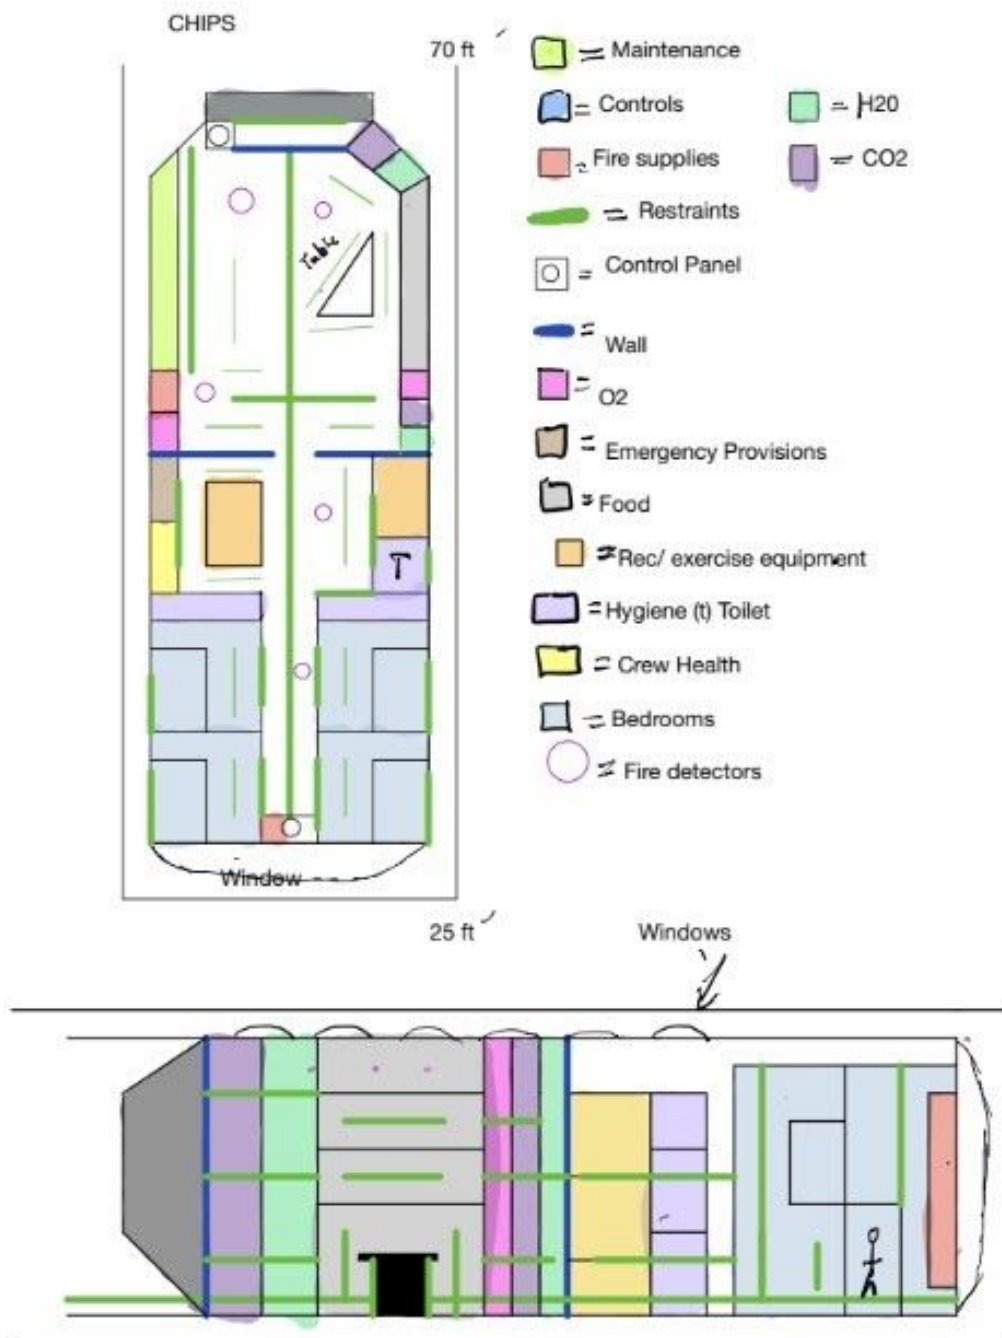 CHIPS
70 ft
= Maintenance
= Controls
= H20
= Fire supplies
= CO2
= Restraints
= Control Panel
= Wall
= O2
= Emergency Provisions
= Food
= Rec/ exercise equipment
= Hygiene (t) Toilet
= Crew Health
= Bedrooms
= Fire detectors
Table
T
Window
25 ft
Windows